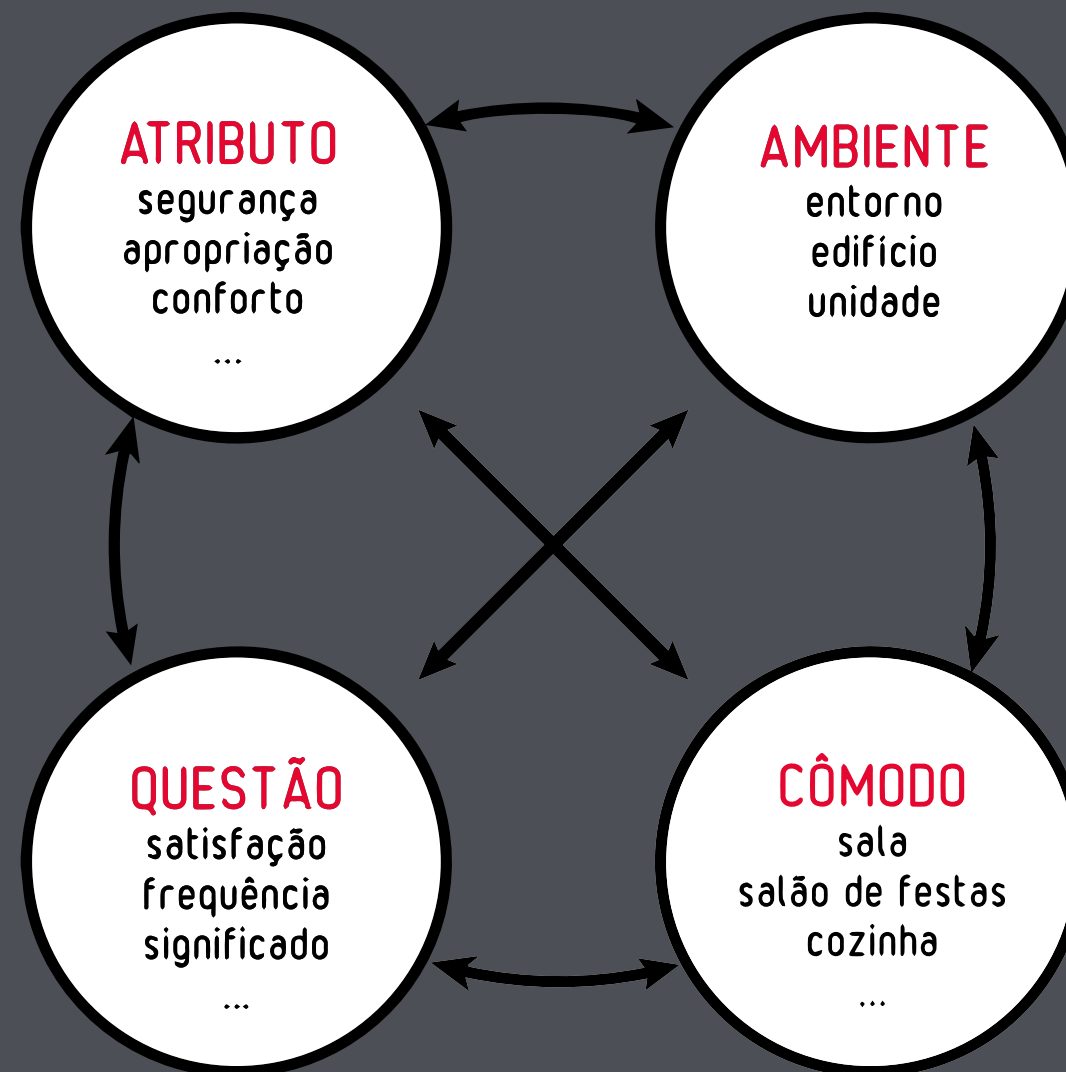 ATRIBUTO
segurança
apropriação
conforto
...
AMBIENTE
entorno
edifício
unidade
QUESTÃO
satisfação
frequência
significado
...
CÔMODO
sala
salão de festas
cozinha
...